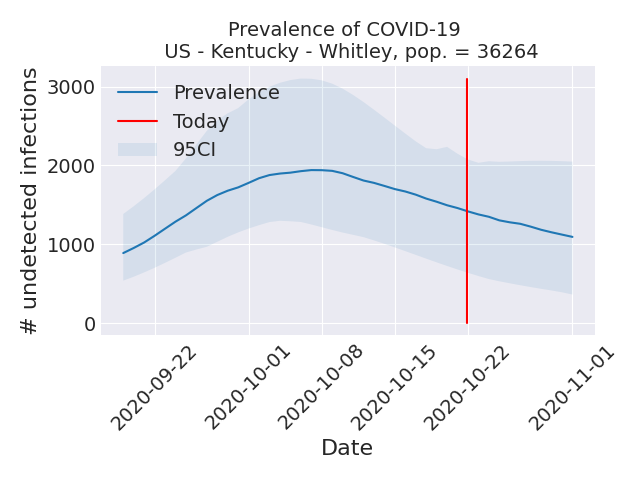 Prevalence of COVID-19
US - Kentucky - Whitley, pop. = 36264
# undetected infections
3000
2000
1000
0
Prevalence
Today
95CI
2020-09-22
2020-10-01
2020-10-08
2020-10-15
2020-10-22
2020-11-01
Date